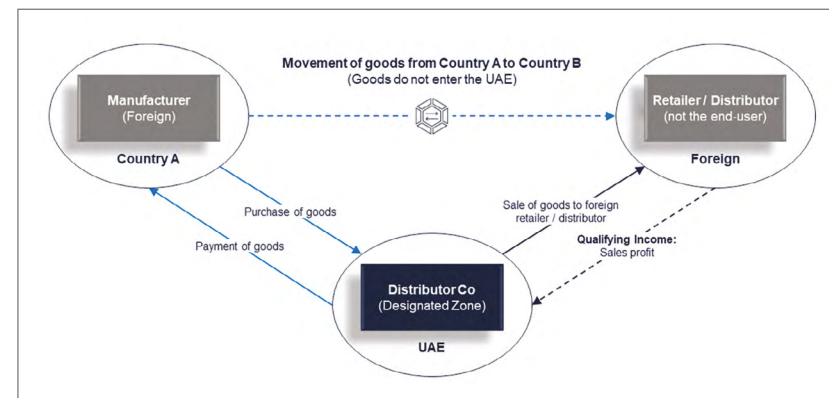 Movement of goods from Country A to Country B
(Goods do not enter the UAE)
Manufacturer
(Foreign)
Country A
Retailer / Distributor
(not the end-user)
Foreign
Purchase of goods
Payment of goods
Sale of goods to foreign
retailer / distributor
Qualifying Income:
Sales profit
Distributor Co
(Designated Zone)
UAE